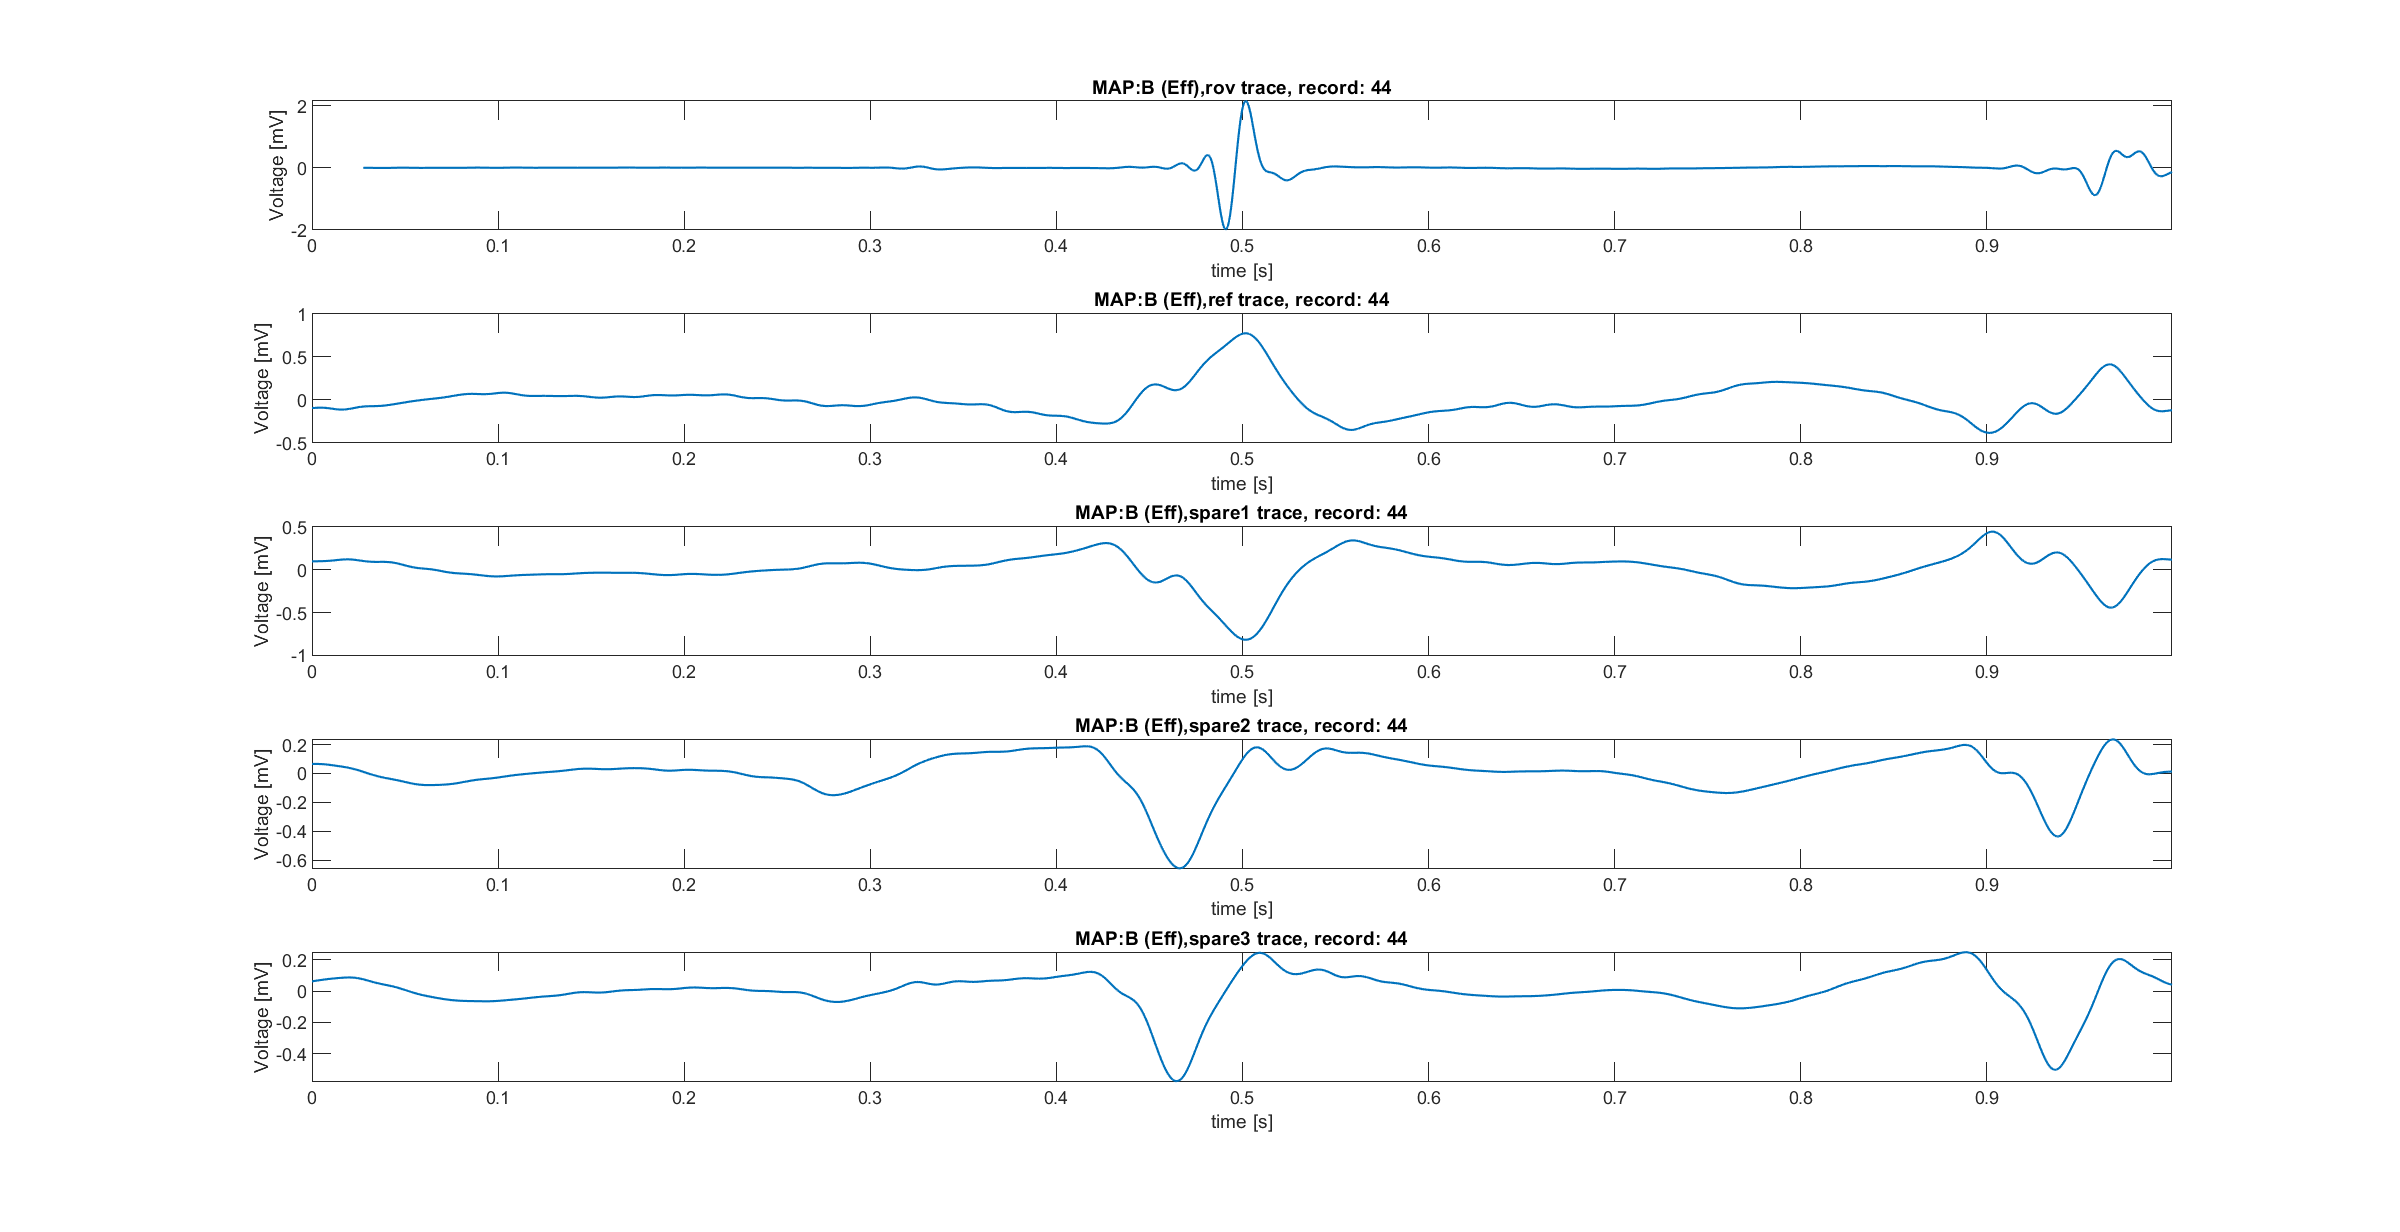 MAP:B (Eff),rov trace, record: 44
Voltage [mV]
2
0
-2
0 0.1 0.2 0.3 0.4 0.5 0.6 0.7 0.8 0.9
time [s]
MAP:B (Eff),ref trace, record: 44
Voltage [mV]
1
0.5
0
-0.5
0 0.1 0.2 0.3 0.4 0.5 0.6 0.7 0.8 0.9
time [s]
MAP:B (Eff),spare1 trace, record: 44
Voltage [mV]
0.5
0
-0.5
-1
0 0.1 0.2 0.3 0.4 0.5 0.6 0.7 0.8 0.9
time [s]
MAP:B (Eff),spare2 trace, record: 44
Voltage [mV]
0.2
0
-0.2
-0.4
-0.6
0 0.1 0.2 0.3 0.4 0.5 0.6 0.7 0.8 0.9
time [s]
MAP:B (Eff),spare3 trace, record: 44
Voltage [mV]
0.2
0
-0.2
-0.4
0 0.1 0.2 0.3 0.4 0.5 0.6 0.7 0.8 0.9
time [s]